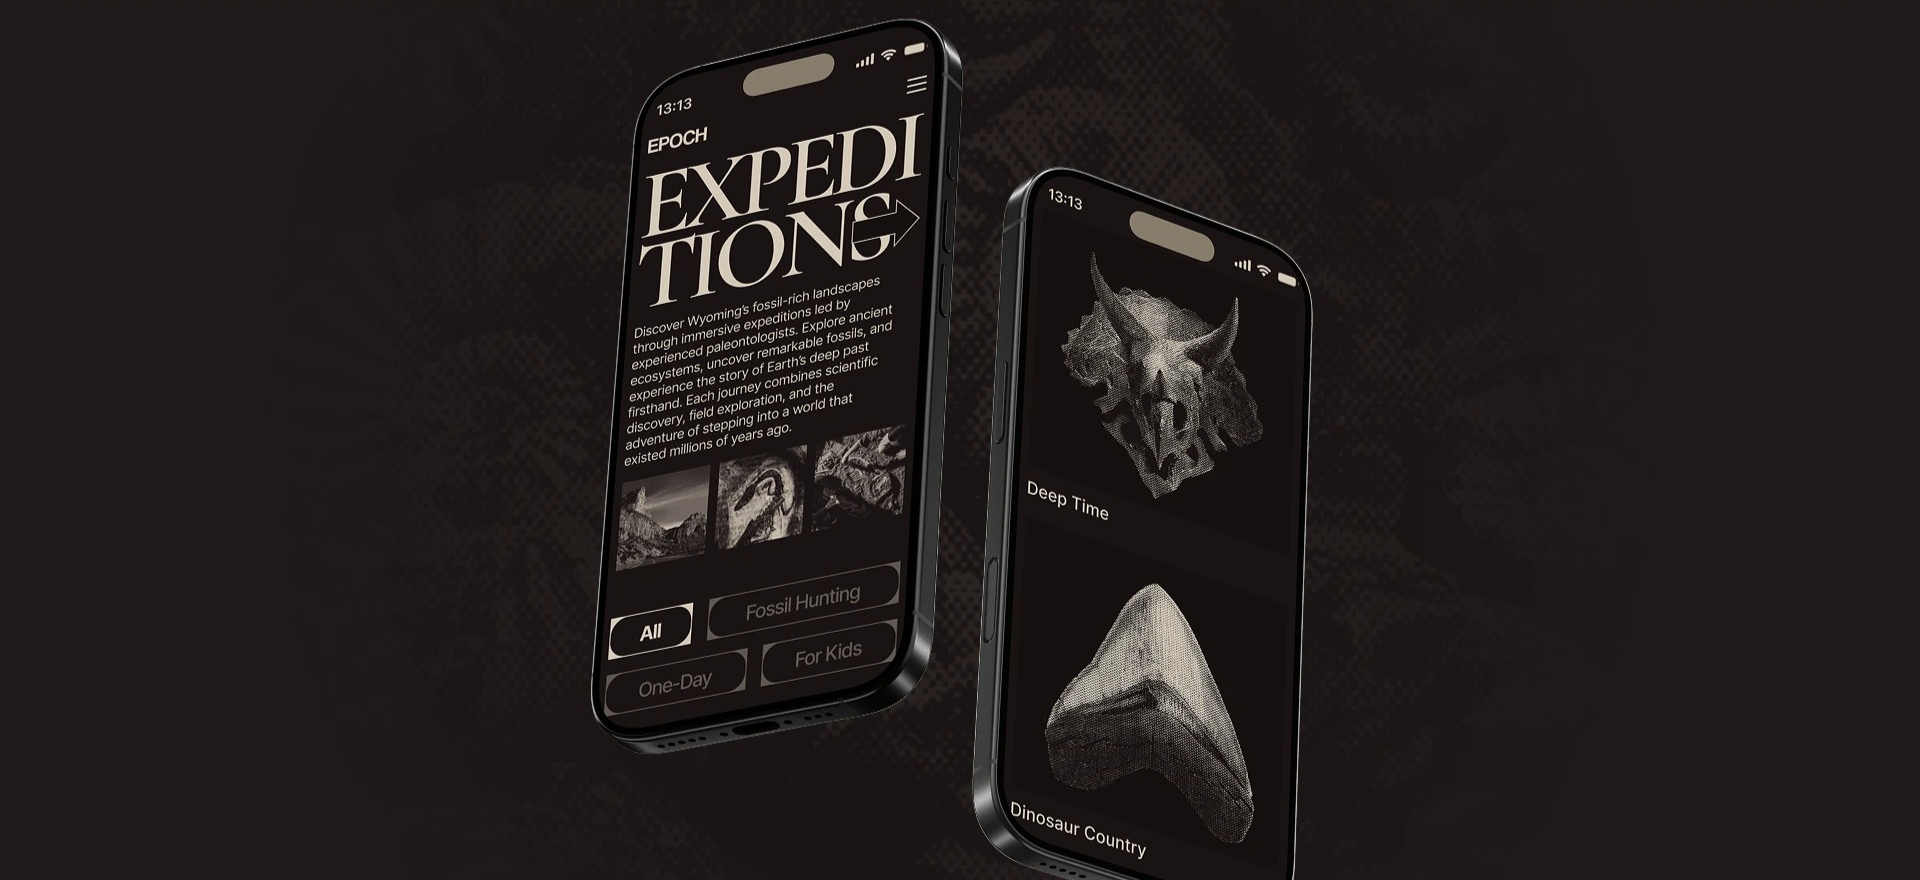 13:13
EPOCH
EXPEDI
TIONS
Discover Wyoming's fossil-rich landscapes
through immersive expeditions led by
experienced paleontologists. Explore ancient
ecosystems, uncover remarkable fossils, and
experience the story of Earth's deep past
firsthand. Each journey combines scientific
discovery, field exploration, and the
adventure of stepping into a world that
existed millions of years ago.
All
Fossil Hunting
One-Day
For Kids
13:13
Deep Time
Dinosaur Country